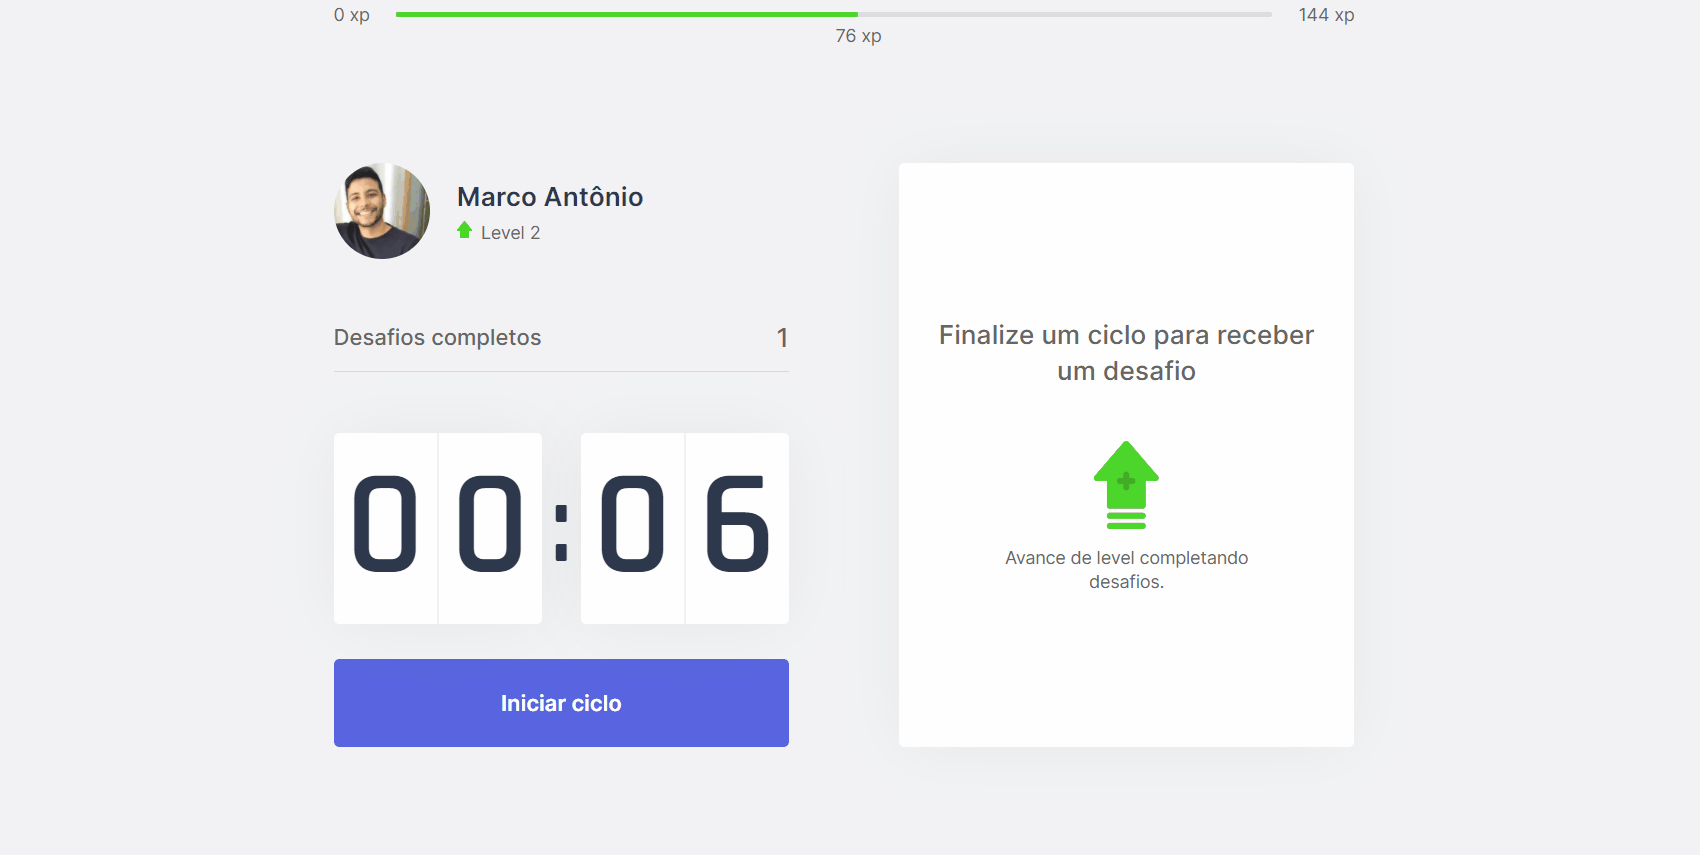 0 xp
144 xp
76 xp
Marco Antônio
Level 2
Desafios completos
1
00:06
Iniciar ciclo
Finalize um ciclo para receber
um desafio
Avance de level completando
desafios.